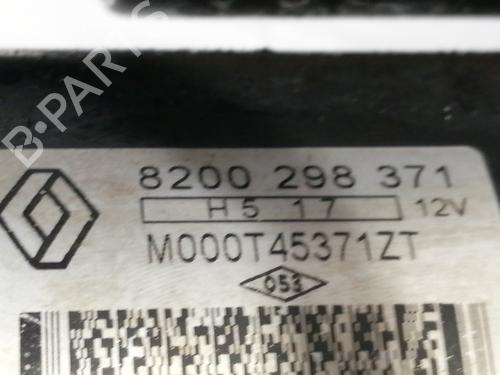 B-PARTS
8200 298 371
H5 17 12V
M000T45371ZT
053